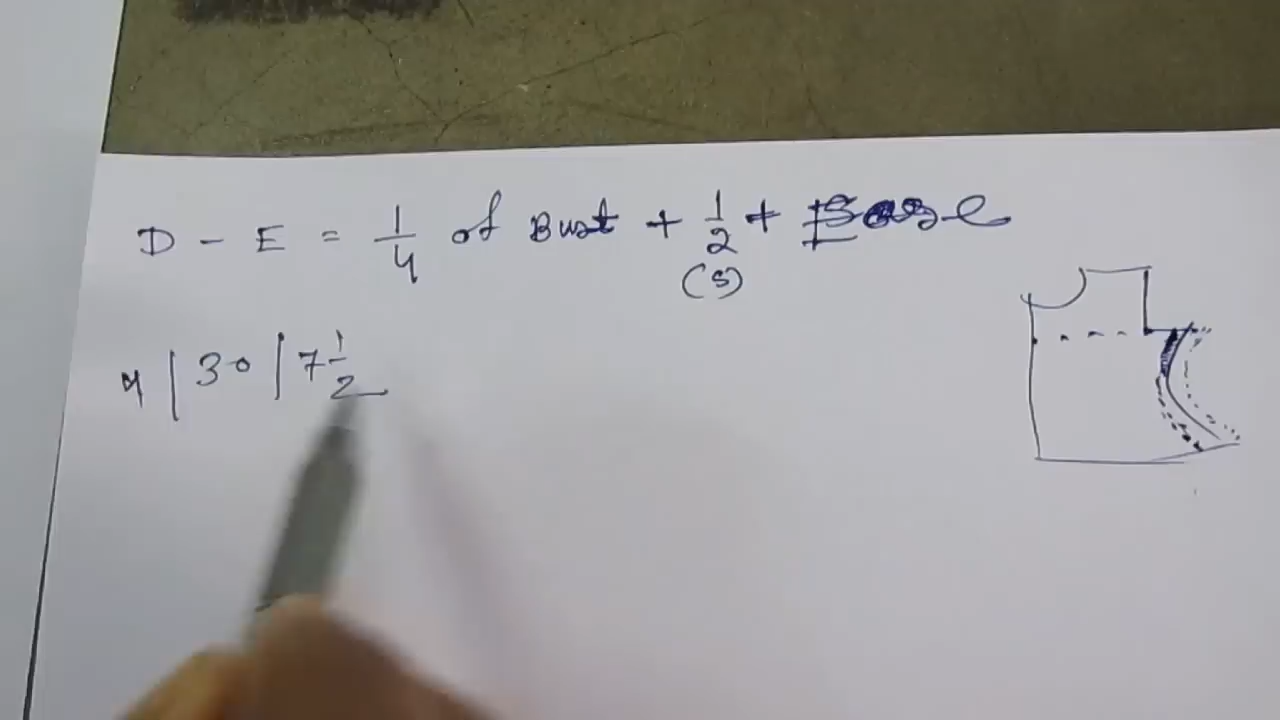 D - E = 1/4 of Bust + 1/2 + Ease
(S)
4 | 30 | 7 1/2